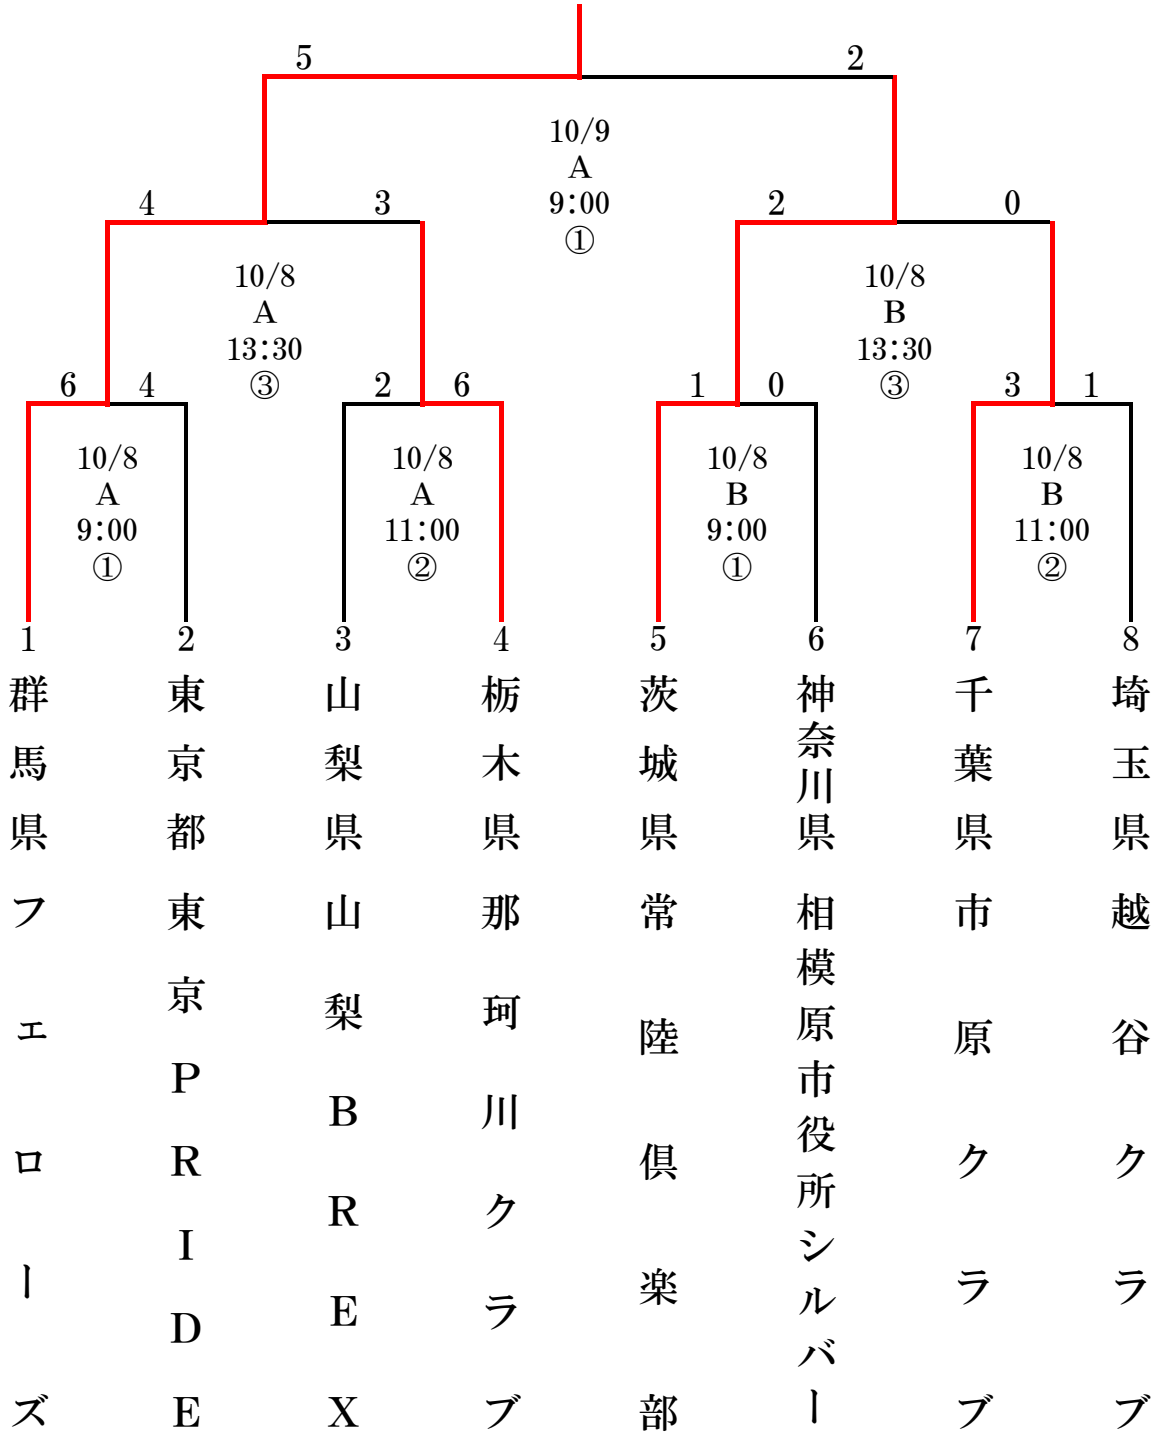 5 2
10/9
A
9:00
①
4 3 2 0
10/8
A
13:30
③
10/8
B
13:30
③
6 4 2 6 1 0 3 1
10/8
A
9:00
①
10/8
A
11:00
②
10/8
B
9:00
①
10/8
B
11:00
②
1
群馬県フェローズ
2
東京都東京PRIDE
3
山梨県山梨BREX
4
栃木県那珂川クラブ
5
茨城県常陸倶楽部
6
神奈川県相模原市役所シルバー
7
千葉県市原クラブ
8
埼玉県越谷クラブ